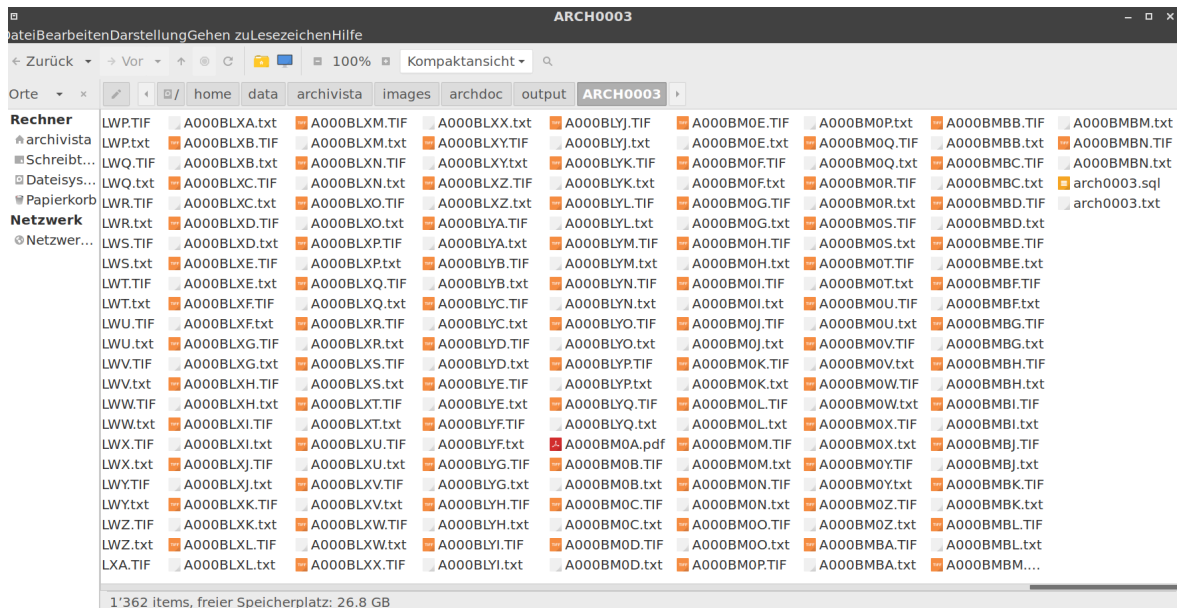 ARCH0003
DateiBearbeitenDarstellungGehen zuLesezeichenHilfe
Zurück Vor 100% Kompaktansicht
Orte / home data archivista images archdoc output ARCH0003
Rechner
archivista
Schreibt...
Dateisys...
Papierkorb
Netzwerk
Netzwer...
LWP.TIF A000BLXA.txt A000BLXM.TIF A000BLXX.txt A000BLYJ.TIF A000BM0E.TIF A000BM0P.txt A000BMBB.TIF A000BMBM.txt
LWP.txt A000BLXB.TIF A000BLXM.txt A000BLXY.TIF A000BLYJ.txt A000BM0E.txt A000BM0Q.TIF A000BMBB.txt A000BMBN.TIF
LWQ.TIF A000BLXB.txt A000BLXN.TIF A000BLXY.txt A000BLYK.TIF A000BM0F.TIF A000BM0Q.txt A000BMBC.TIF A000BMBN.txt
LWQ.txt A000BLXC.TIF A000BLXN.txt A000BLXZ.TIF A000BLYK.txt A000BM0F.txt A000BM0R.TIF A000BMBC.txt arch0003.sql
LWR.TIF A000BLXC.txt A000BLXO.TIF A000BLXZ.txt A000BLYL.TIF A000BM0G.TIF A000BM0R.txt A000BMBD.TIF arch0003.txt
LWR.txt A000BLXD.TIF A000BLXO.txt A000BLYA.TIF A000BLYL.txt A000BM0G.txt A000BM0S.TIF A000BMBD.txt
LWS.TIF A000BLXD.txt A000BLXP.TIF A000BLYA.txt A000BLYM.TIF A000BM0H.TIF A000BM0S.txt A000BMBE.TIF
LWS.txt A000BLXE.TIF A000BLXP.txt A000BLYB.TIF A000BLYM.txt A000BM0H.txt A000BM0T.TIF A000BMBE.txt
LWT.TIF A000BLXE.txt A000BLXQ.TIF A000BLYB.txt A000BLYN.TIF A000BM0I.TIF A000BM0T.txt A000BMBF.TIF
LWT.txt A000BLXF.TIF A000BLXQ.txt A000BLYC.TIF A000BLYN.txt A000BM0I.txt A000BM0U.TIF A000BMBF.txt
LWU.TIF A000BLXF.txt A000BLXR.TIF A000BLYC.txt A000BLYO.TIF A000BM0J.TIF A000BM0U.txt A000BMBG.TIF
LWU.txt A000BLXG.TIF A000BLXR.txt A000BLYD.TIF A000BLYO.txt A000BM0J.txt A000BM0V.TIF A000BMBG.txt
LWV.TIF A000BLXG.txt A000BLXS.TIF A000BLYD.txt A000BLYP.TIF A000BM0K.TIF A000BM0V.txt A000BMBH.TIF
LWV.txt A000BLXH.TIF A000BLXS.txt A000BLYE.TIF A000BLYP.txt A000BM0K.txt A000BM0W.TIF A000BMBH.txt
LWW.TIF A000BLXH.txt A000BLXT.TIF A000BLYE.txt A000BLYQ.TIF A000BM0L.TIF A000BM0W.txt A000BMBI.TIF
LWW.txt A000BLXI.TIF A000BLXT.txt A000BLYF.TIF A000BLYQ.txt A000BM0L.txt A000BM0X.TIF A000BMBI.txt
LWX.TIF A000BLXI.txt A000BLXU.TIF A000BLYF.txt A000BM0A.pdf A000BM0M.TIF A000BM0X.txt A000BMBJ.TIF
LWX.txt A000BLXJ.TIF A000BLXU.txt A000BLYG.TIF A000BM0B.TIF A000BM0M.txt A000BM0Y.TIF A000BMBJ.txt
LWY.TIF A000BLXJ.txt A000BLXV.TIF A000BLYG.txt A000BM0B.txt A000BM0N.TIF A000BM0Y.txt A000BMBK.TIF
LWY.txt A000BLXK.TIF A000BLXV.txt A000BLYH.TIF A000BM0C.TIF A000BM0N.txt A000BM0Z.TIF A000BMBK.txt
LWZ.TIF A000BLXK.txt A000BLXW.TIF A000BLYH.txt A000BM0C.txt A000BM0O.TIF A000BM0Z.txt A000BMBL.TIF
LWZ.txt A000BLXL.TIF A000BLXW.txt A000BLYI.TIF A000BM0D.TIF A000BM0O.txt A000BMBA.TIF A000BMBL.txt
LXA.TIF A000BLXL.txt A000BLXX.TIF A000BLYI.txt A000BM0D.txt A000BM0P.TIF A000BMBA.txt A000BMBM....
1'362 items, freier Speicherplatz: 26.8 GB